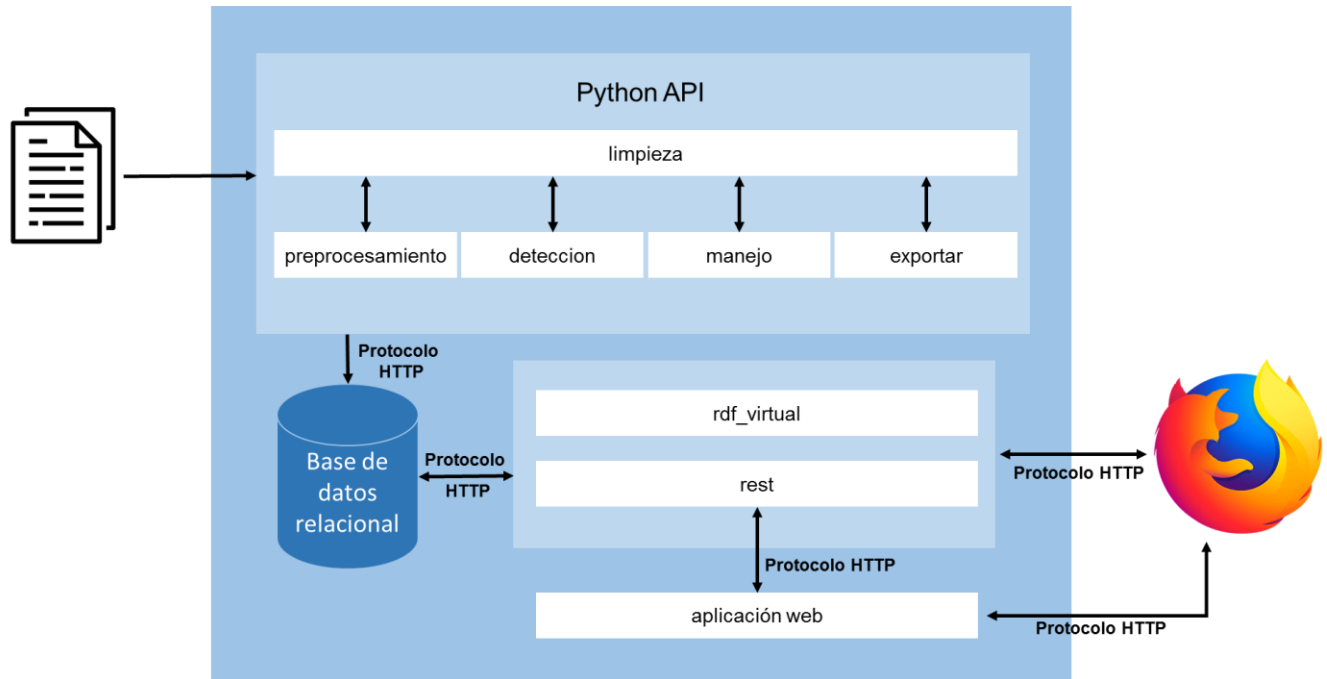 Python API
limpieza
preprocesamiento
deteccion
manejo
exportar
Protocolo
HTTP
Base de
datos
relacional
Protocolo
HTTP
rdf_virtual
rest
Protocolo HTTP
Protocolo HTTP
aplicación web
Protocolo HTTP